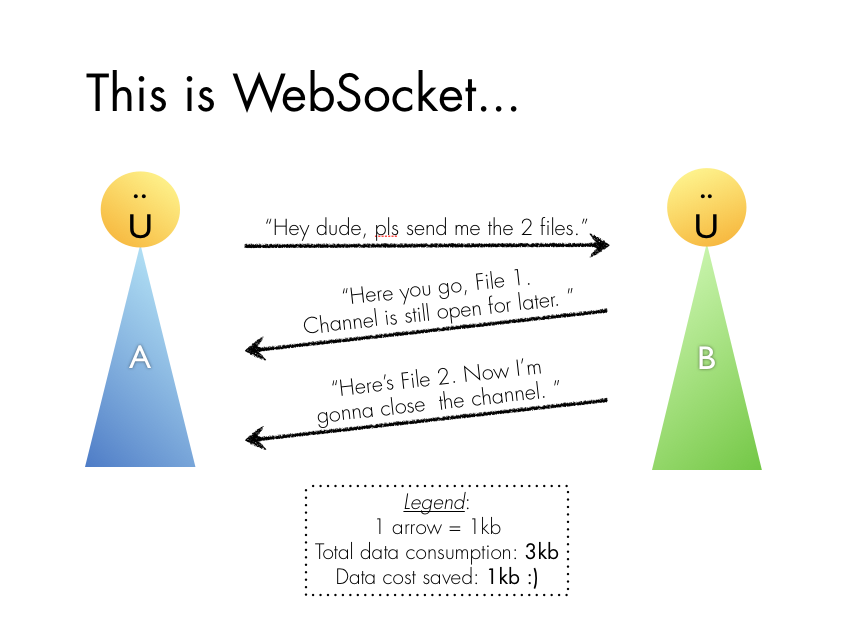 This is WebSocket...
Ü
Ü
"Hey dude, pls send me the 2 files."
"Here you go, File 1.
Channel is still open for later. "
A
B
"Here's File 2. Now I'm
gonna close  the channel. "
Legend:
1 arrow = 1kb
Total data consumption: 3kb
Data cost saved: 1kb :)